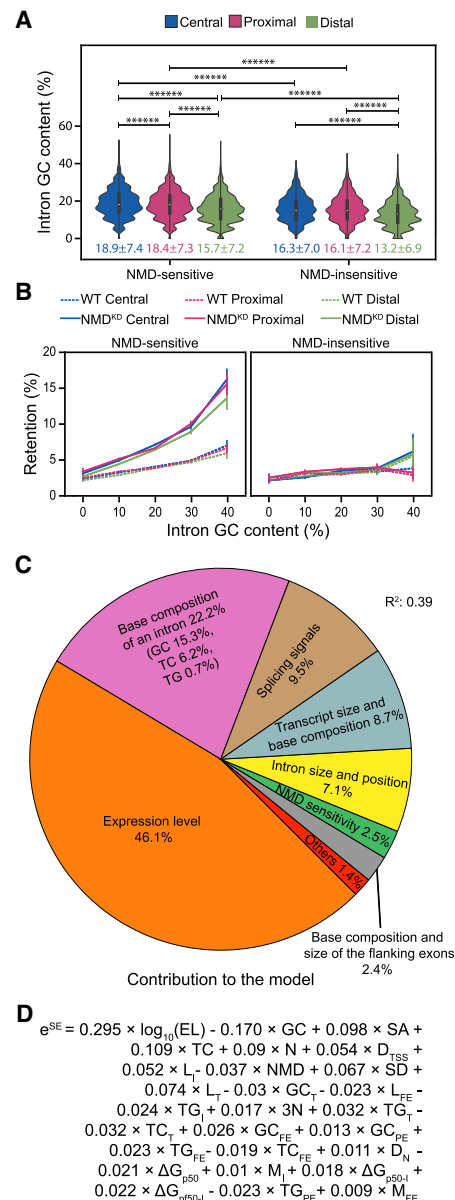 A
Central Proximal Distal
Intron GC content (%)
60
40
20
0
******
******
****** ******
****** ******
****** ******
18.9±7.4 18.4±7.3 15.7±7.2 16.3±7.0 16.1±7.2 13.2±6.9
NMD-sensitive NMD-insensitive
B
WT Central WT Proximal WT Distal
NMDKD Central NMDKD Proximal NMDKD Distal
NMD-sensitive NMD-insensitive
Retention (%)
20
15
10
5
0
0 10 20 30 40 0 10 20 30 40
Intron GC content (%)
C
R2: 0.39
Base composition
of an intron 22.2%
(GC 15.3%,
TC 6.2%,
TG 0.7%)
Splicing signals
9.5%
Transcript size and
base composition 8.7%
Intron size and position
7.1%
NMD sensitivity 2.5%
Others 1.4%
Expression level
46.1%
Base composition and
size of the flanking exons
2.4%
Contribution to the model
D
eSE = 0.295 × log10(EL) - 0.170 × GC + 0.098 × SA +
0.109 × TC + 0.09 × N + 0.054 × DTSS +
0.052 × LI- 0.037 × NMD + 0.067 × SD +
0.074 × LT- 0.03 × GCT- 0.023 × LFE -
0.024 × TGI + 0.017 × 3N + 0.032 × TGT -
0.032 × TCT + 0.026 × GCFE + 0.013 × GCPE +
0.023 × TGFE- 0.019 × TCFE + 0.011 × DN -
0.021 × ΔGp50 + 0.01 × MI + 0.018 × ΔGp50-I +
0.022 × ΔGpf50-I - 0.023 × TGPE + 0.009 × MFE